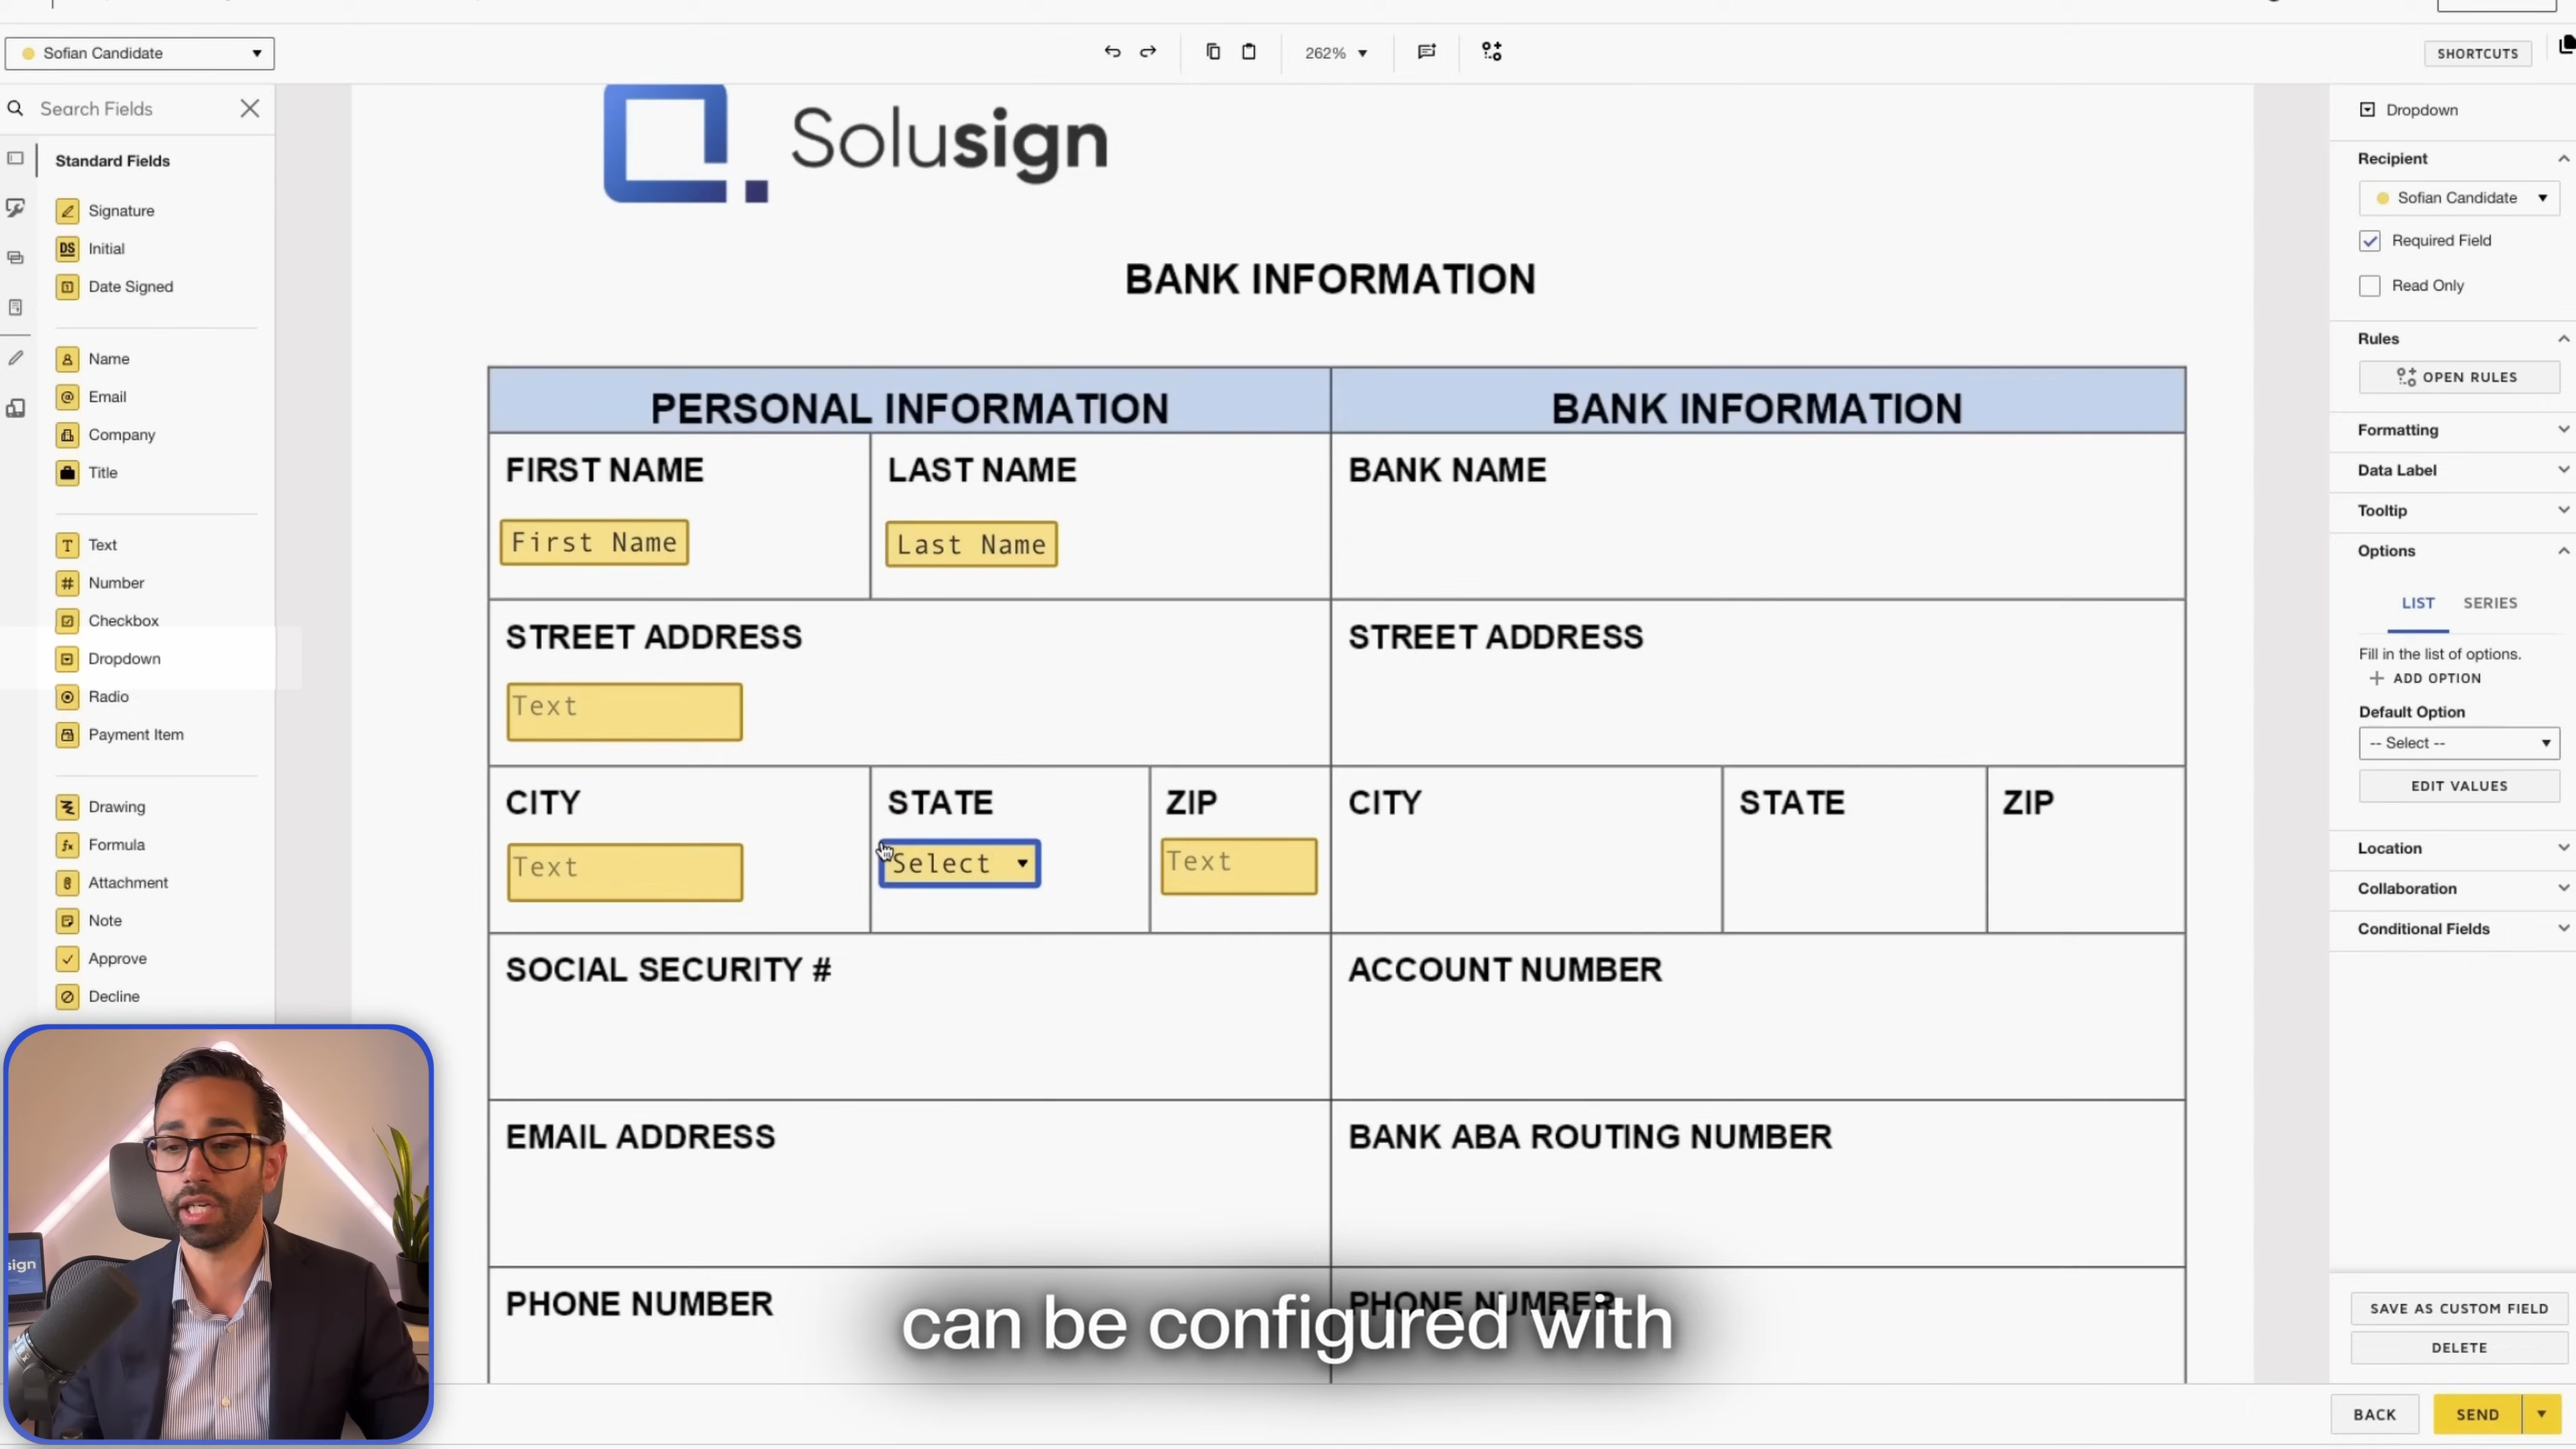 Sofian Candidate
262%
SHORTCUTS
Search Fields
Standard Fields
Signature
DS Initial
Date Signed
Name
Email
Company
Title
Text
Number
Checkbox
Dropdown
Radio
Payment Item
Drawing
Formula
Attachment
Note
Approve
Decline
Solusign
BANK INFORMATION
PERSONAL INFORMATION
BANK INFORMATION
FIRST NAME
LAST NAME
BANK NAME
First Name
Last Name
STREET ADDRESS
STREET ADDRESS
Text
CITY
STATE
ZIP
CITY
STATE
ZIP
Text
Select
Text
SOCIAL SECURITY #
ACCOUNT NUMBER
EMAIL ADDRESS
BANK ABA ROUTING NUMBER
PHONE NUMBER
PHONE NUMBER
can be configured with
sign
Dropdown
Recipient
Sofian Candidate
Required Field
Read Only
Rules
OPEN RULES
Formatting
Data Label
Tooltip
Options
LIST
SERIES
Fill in the list of options.
+ ADD OPTION
Default Option
-- Select --
EDIT VALUES
Location
Collaboration
Conditional Fields
SAVE AS CUSTOM FIELD
DELETE
BACK
SEND